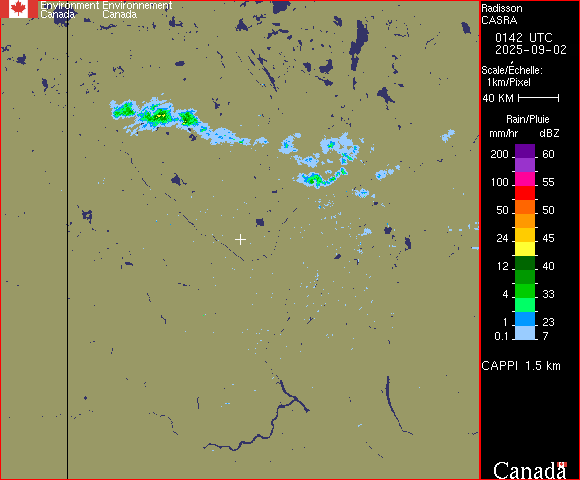 Environment Environnement
Canada Canada
Radisson
CASRA
0142 UTC
2025-09-02
Scale/Échelle:
1km/Pixel
40 KM
Rain/Pluie
mm/hr dBZ
200 60
55
100 55
50 50
24 45
12 40
4 33
1 23
0.1 7
CAPPI 1.5 km
Canada